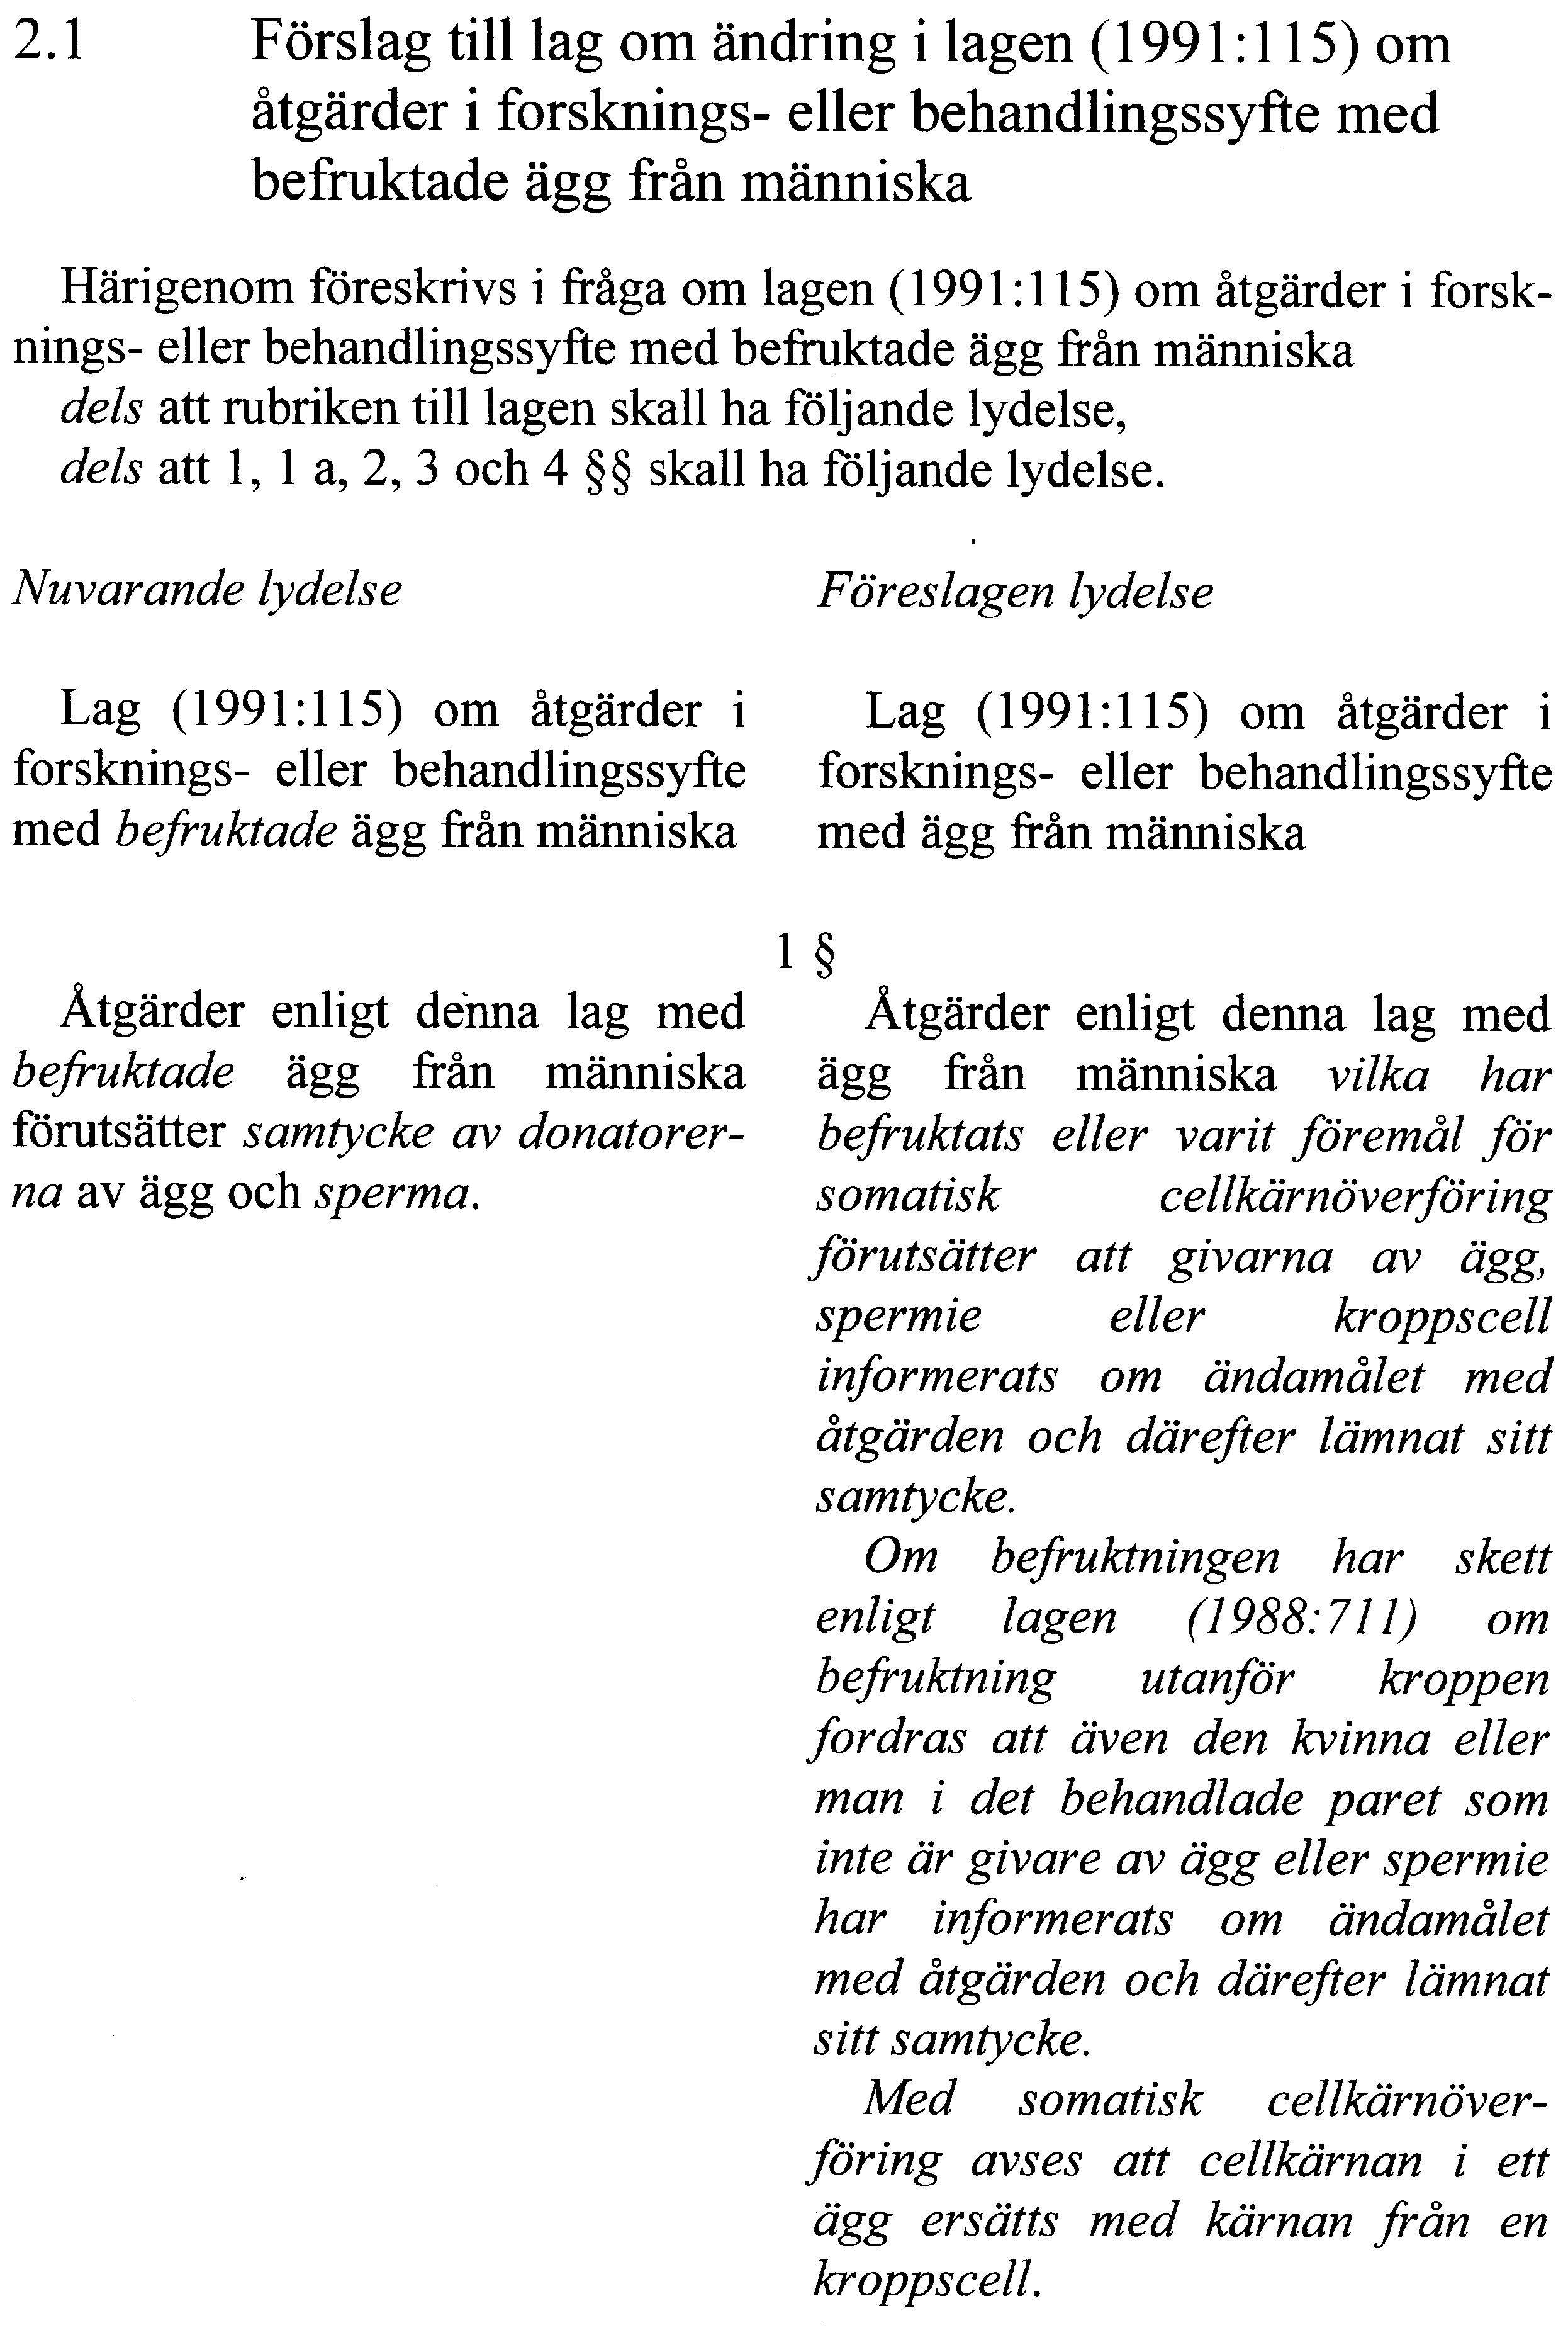 2.1 Förslag till lag om ändring i lagen (1991:115) om
åtgärder i forsknings- eller behandlingssyfte med
befruktade ägg från människa
Härigenom föreskrivs i fråga om lagen (1991:115) om åtgärder i forsk-
nings- eller behandlingssyfte med befruktade ägg från människa
dels att rubriken till lagen skall ha följande lydelse,
dels att 1, 1 a, 2, 3 och 4 §§ skall ha följande lydelse.
Nuvarande lydelse
Lag (1991:115) om åtgärder i
forsknings- eller behandlingssyfte
med befruktade ägg från människa
Föreslagen lydelse
Lag (1991:115) om åtgärder i
forsknings- eller behandlingssyfte
med ägg från människa
1 §
Åtgärder enligt denna lag med
befruktade ägg från människa
förutsätter samtycke av donatorer-
na av ägg och sperma.
Åtgärder enligt denna lag med
ägg från människa vilka har
befruktats eller varit föremål för
somatisk cellkärnöverföring
förutsätter att givarna av ägg,
spermie eller kroppscell
informerats om ändamålet med
åtgärden och därefter lämnat sitt
samtycke.
Om befruktningen har skett
enligt lagen (1988:711) om
befruktning utanför kroppen
fordras att även den kvinna eller
man i det behandlade paret som
inte är givare av ägg eller spermie
har informerats om ändamålet
med åtgärden och därefter lämnat
sitt samtycke.
Med somatisk cellkärnöver-
föring avses att cellkärnan i ett
ägg ersätts med kärnan från en
kroppscell.